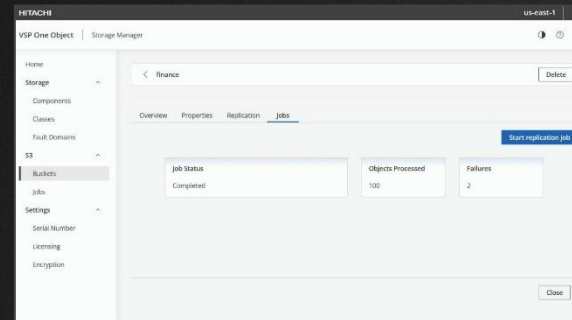 HITACHI
us-east-1
VSP One Object
Storage Manager
Home
Storage
Components
Classes
Fault Domains
S3
Buckets
Jobs
Settings
Serial Number
Licensing
Encryption
finance
Delete
Overview
Properties
Replication
Jobs
Start replication job
Job Status
Completed
Objects Processed
100
Failures
2
Close